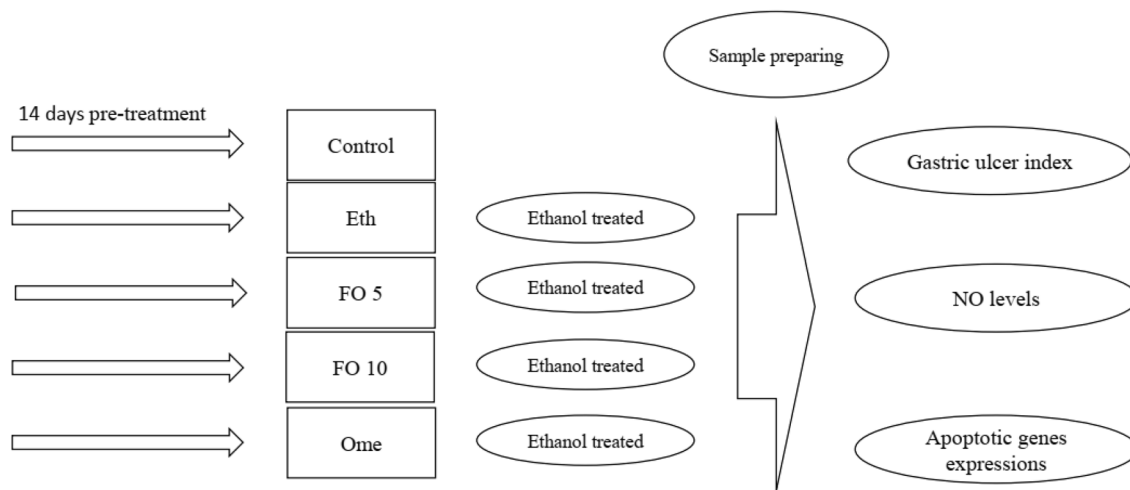 Sample preparing
14 days pre-treatment
Control
Gastric ulcer index
Eth
Ethanol treated
FO 5
Ethanol treated
NO levels
FO 10
Ethanol treated
Ome
Ethanol treated
Apoptotic genes
expressions